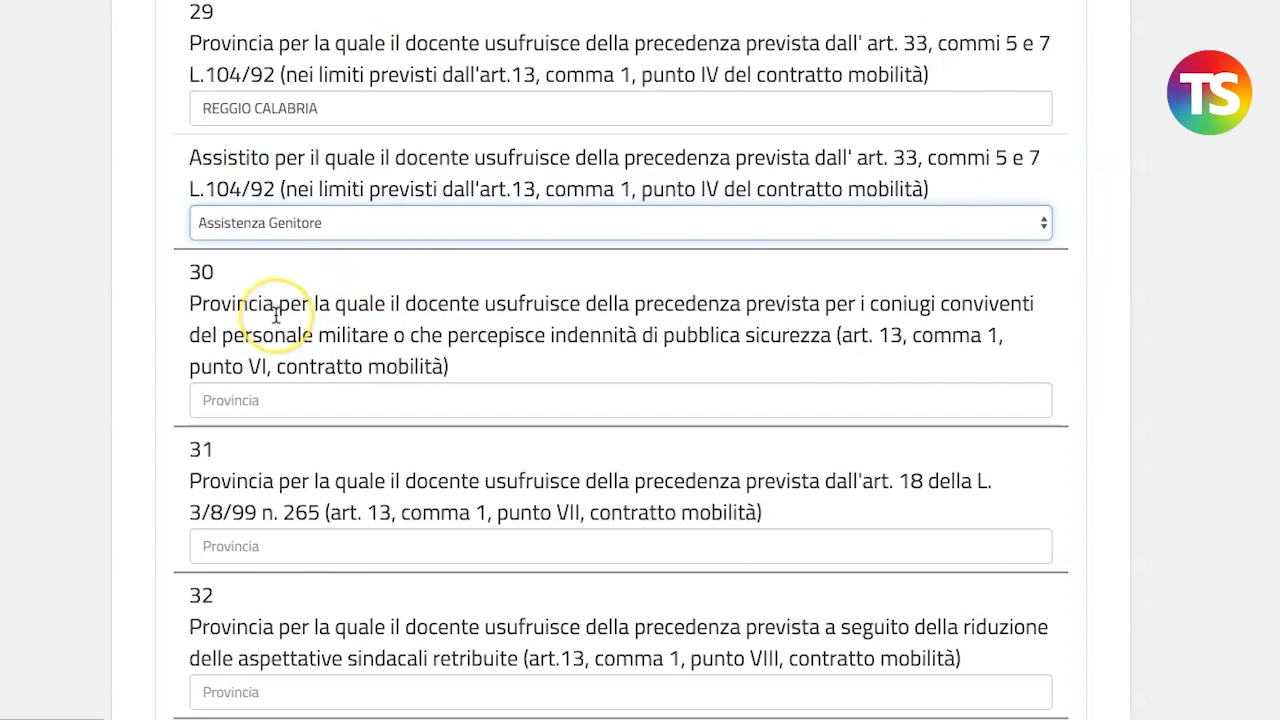 29
Provincia per la quale il docente usufruisce della precedenza prevista dall' art. 33, commi 5 e 7
L.104/92 (nei limiti previsti dall'art.13, comma 1, punto IV del contratto mobilità)
REGGIO CALABRIA
Assistito per il quale il docente usufruisce della precedenza prevista dall' art. 33, commi 5 e 7
L.104/92 (nei limiti previsti dall'art.13, comma 1, punto IV del contratto mobilità)
Assistenza Genitore
30
Provincia per la quale il docente usufruisce della precedenza prevista per i coniugi conviventi
del personale militare o che percepisce indennità di pubblica sicurezza (art. 13, comma 1,
punto VI, contratto mobilità)
Provincia
31
Provincia per la quale il docente usufruisce della precedenza prevista dall'art. 18 della L.
3/8/99 n. 265 (art. 13, comma 1, punto VII, contratto mobilità)
Provincia
32
Provincia per la quale il docente usufruisce della precedenza prevista a seguito della riduzione
delle aspettative sindacali retribuite (art.13, comma 1, punto VIII, contratto mobilità)
Provincia
TS